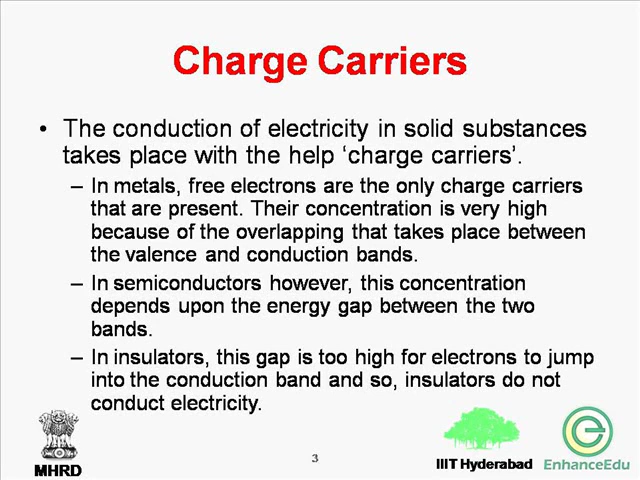 Charge Carriers
• The conduction of electricity in solid substances
takes place with the help ‘charge carriers’.
– In metals, free electrons are the only charge carriers
that are present. Their concentration is very high
because of the overlapping that takes place between
the valence and conduction bands.
– In semiconductors however, this concentration
depends upon the energy gap between the two
bands.
– In insulators, this gap is too high for electrons to jump
into the conduction band and so, insulators do not
conduct electricity.
MHRD
3
IIIT Hyderabad
EnhanceEdu